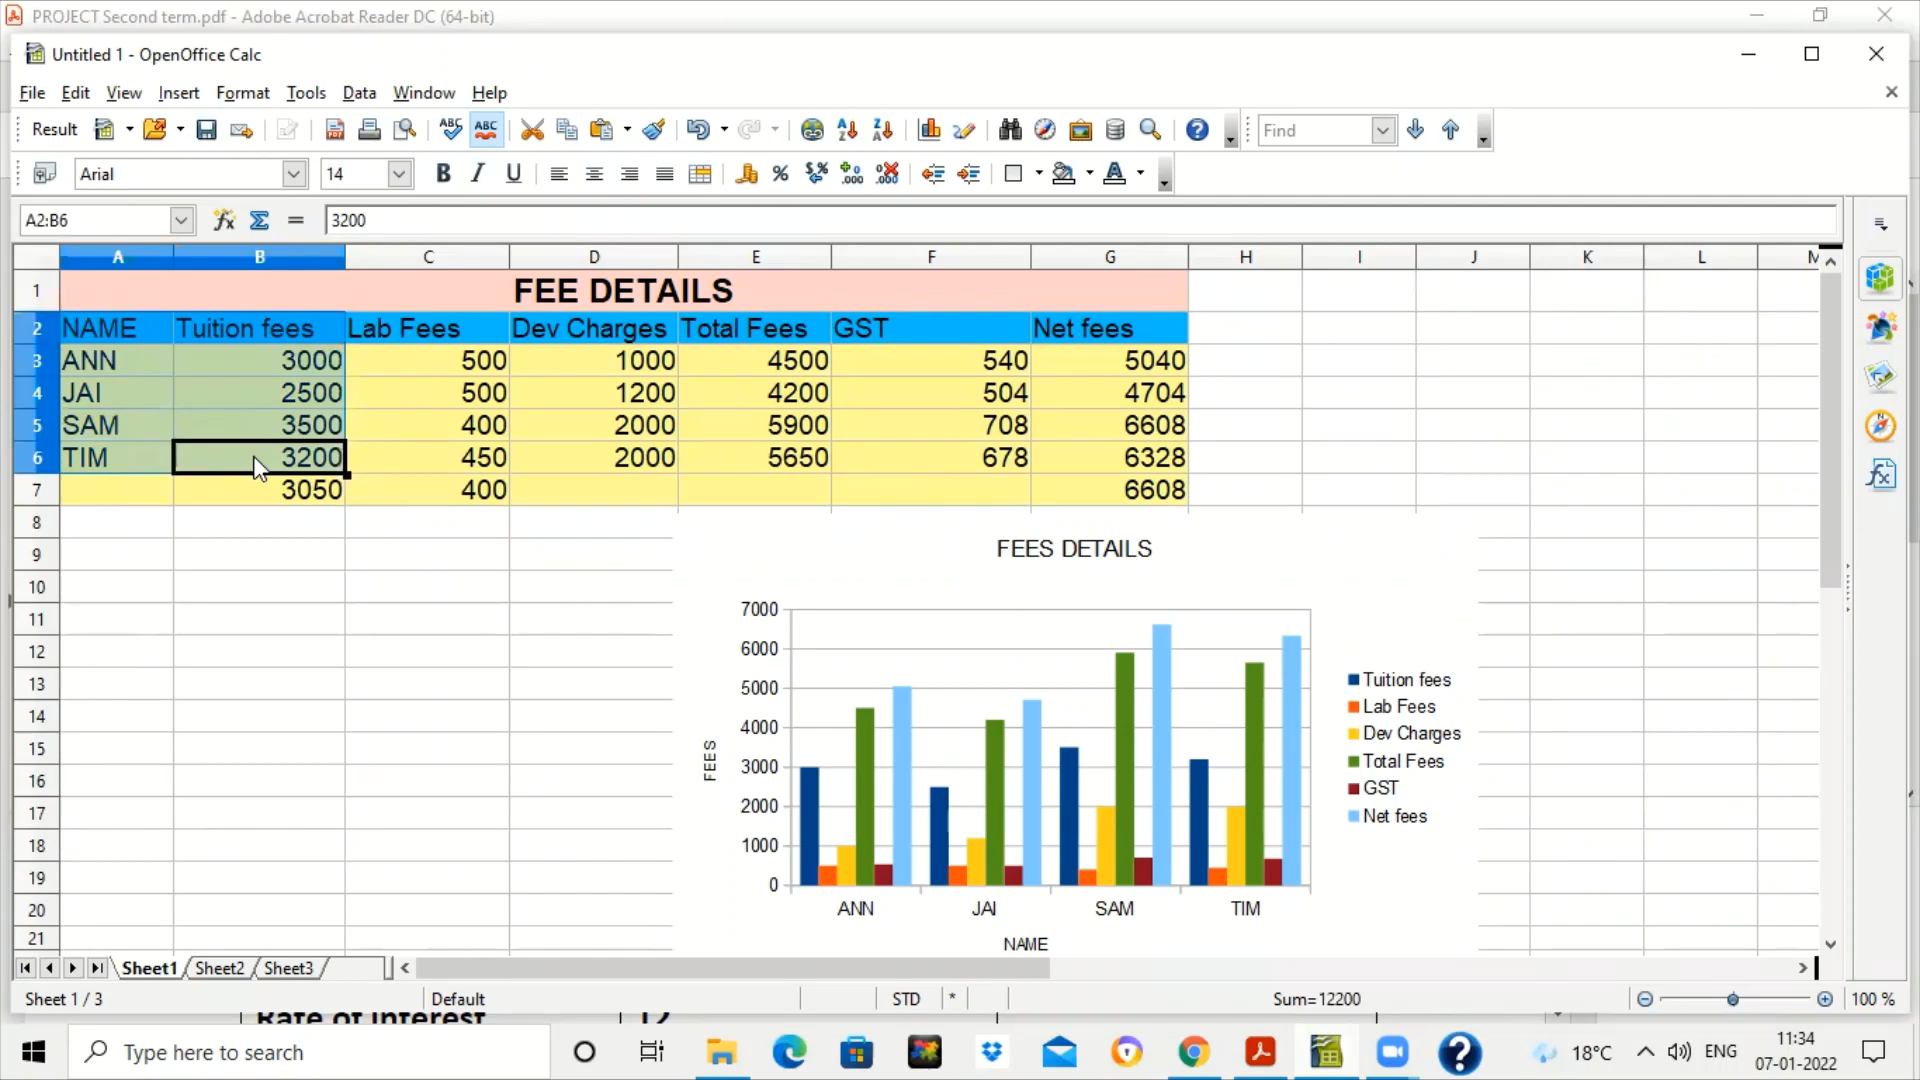 PROJECT Second term.pdf - Adobe Acrobat Reader DC (64-bit)
Untitled 1 - OpenOffice Calc
File Edit View Insert Format Tools Data Window Help
Result ABC ABC Find
Arial 14 B I U
A2:B6 3200
A B C D E F G H I J K L M
1 FEE DETAILS
2 NAME Tuition fees Lab Fees Dev Charges Total Fees GST Net fees
3 ANN 3000 500 1000 4500 540 5040
4 JAI 2500 500 1200 4200 504 4704
5 SAM 3500 400 2000 5900 708 6608
6 TIM 3200 450 2000 5650 678 6328
7 3050 400 6608
8
9
10
11
12
13
14
15
16
17
18
19
20
21
FEES DETAILS
7000
6000
5000
4000
3000
2000
1000
0
FEES
ANN JAI SAM TIM
NAME
Tuition fees
Lab Fees
Dev Charges
Total Fees
GST
Net fees
Sheet1 Sheet2 Sheet3
Sheet 1 / 3 Default STD * Sum=12200 100 %
Rate of interest 12
Type here to search 18°C ENG 11:34
07-01-2022